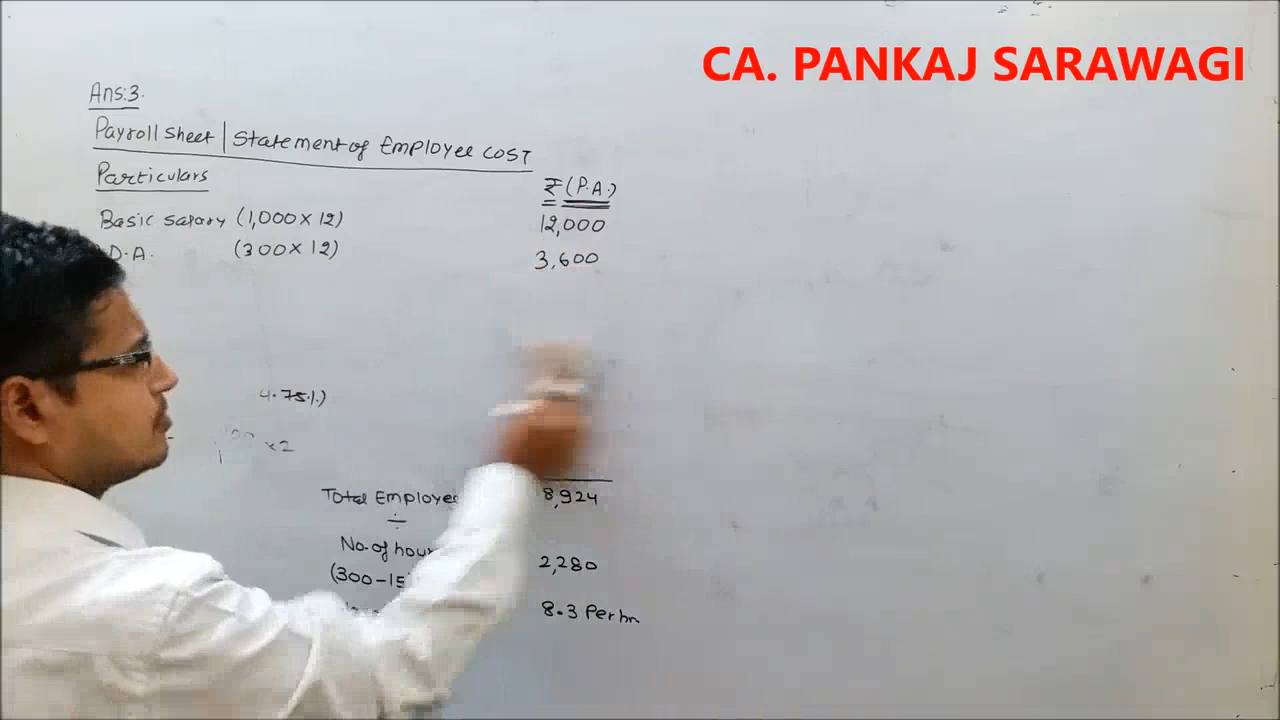 CA. PANKAJ SARAWAGI
Ans:3.
Payroll sheet | Statement of Employee COST
Particulars ₹ (P.A.)
Basic salary (1,000 × 12) 12,000
D.A. (300 × 12) 3,600
4.75%)
×2
Total Employee 8,924
÷
No. of hour 2,280
(300-15
8.3 Per hr